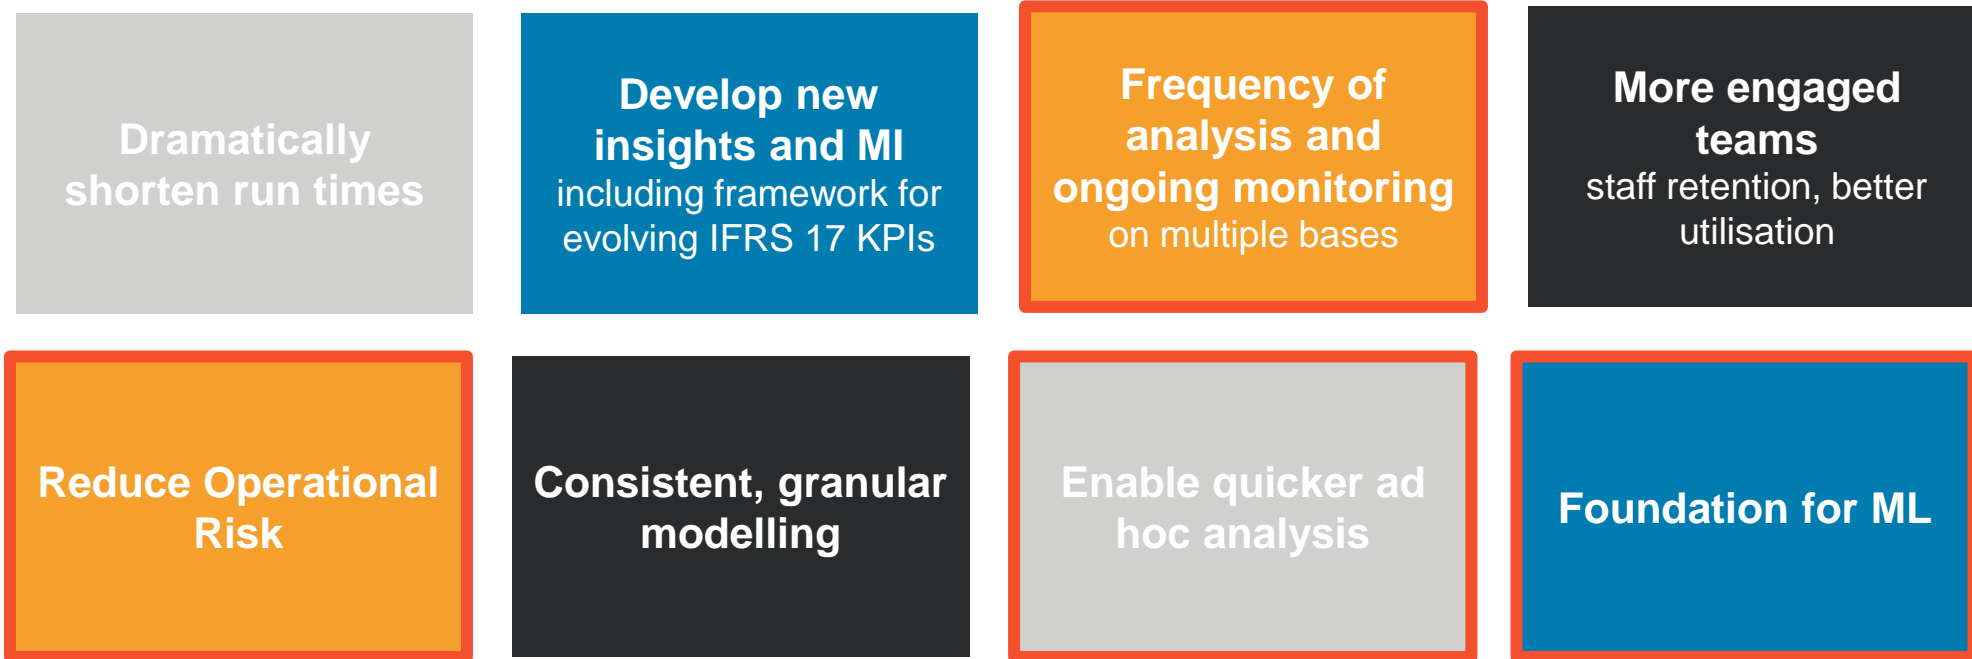 Dramatically
shorten run times
Develop new
insights and MI
including framework for
evolving IFRS 17 KPIs
Frequency of
analysis and
ongoing monitoring
on multiple bases
More engaged
teams
staff retention, better
utilisation
Reduce Operational
Risk
Consistent, granular
modelling
Enable quicker ad
hoc analysis
Foundation for ML